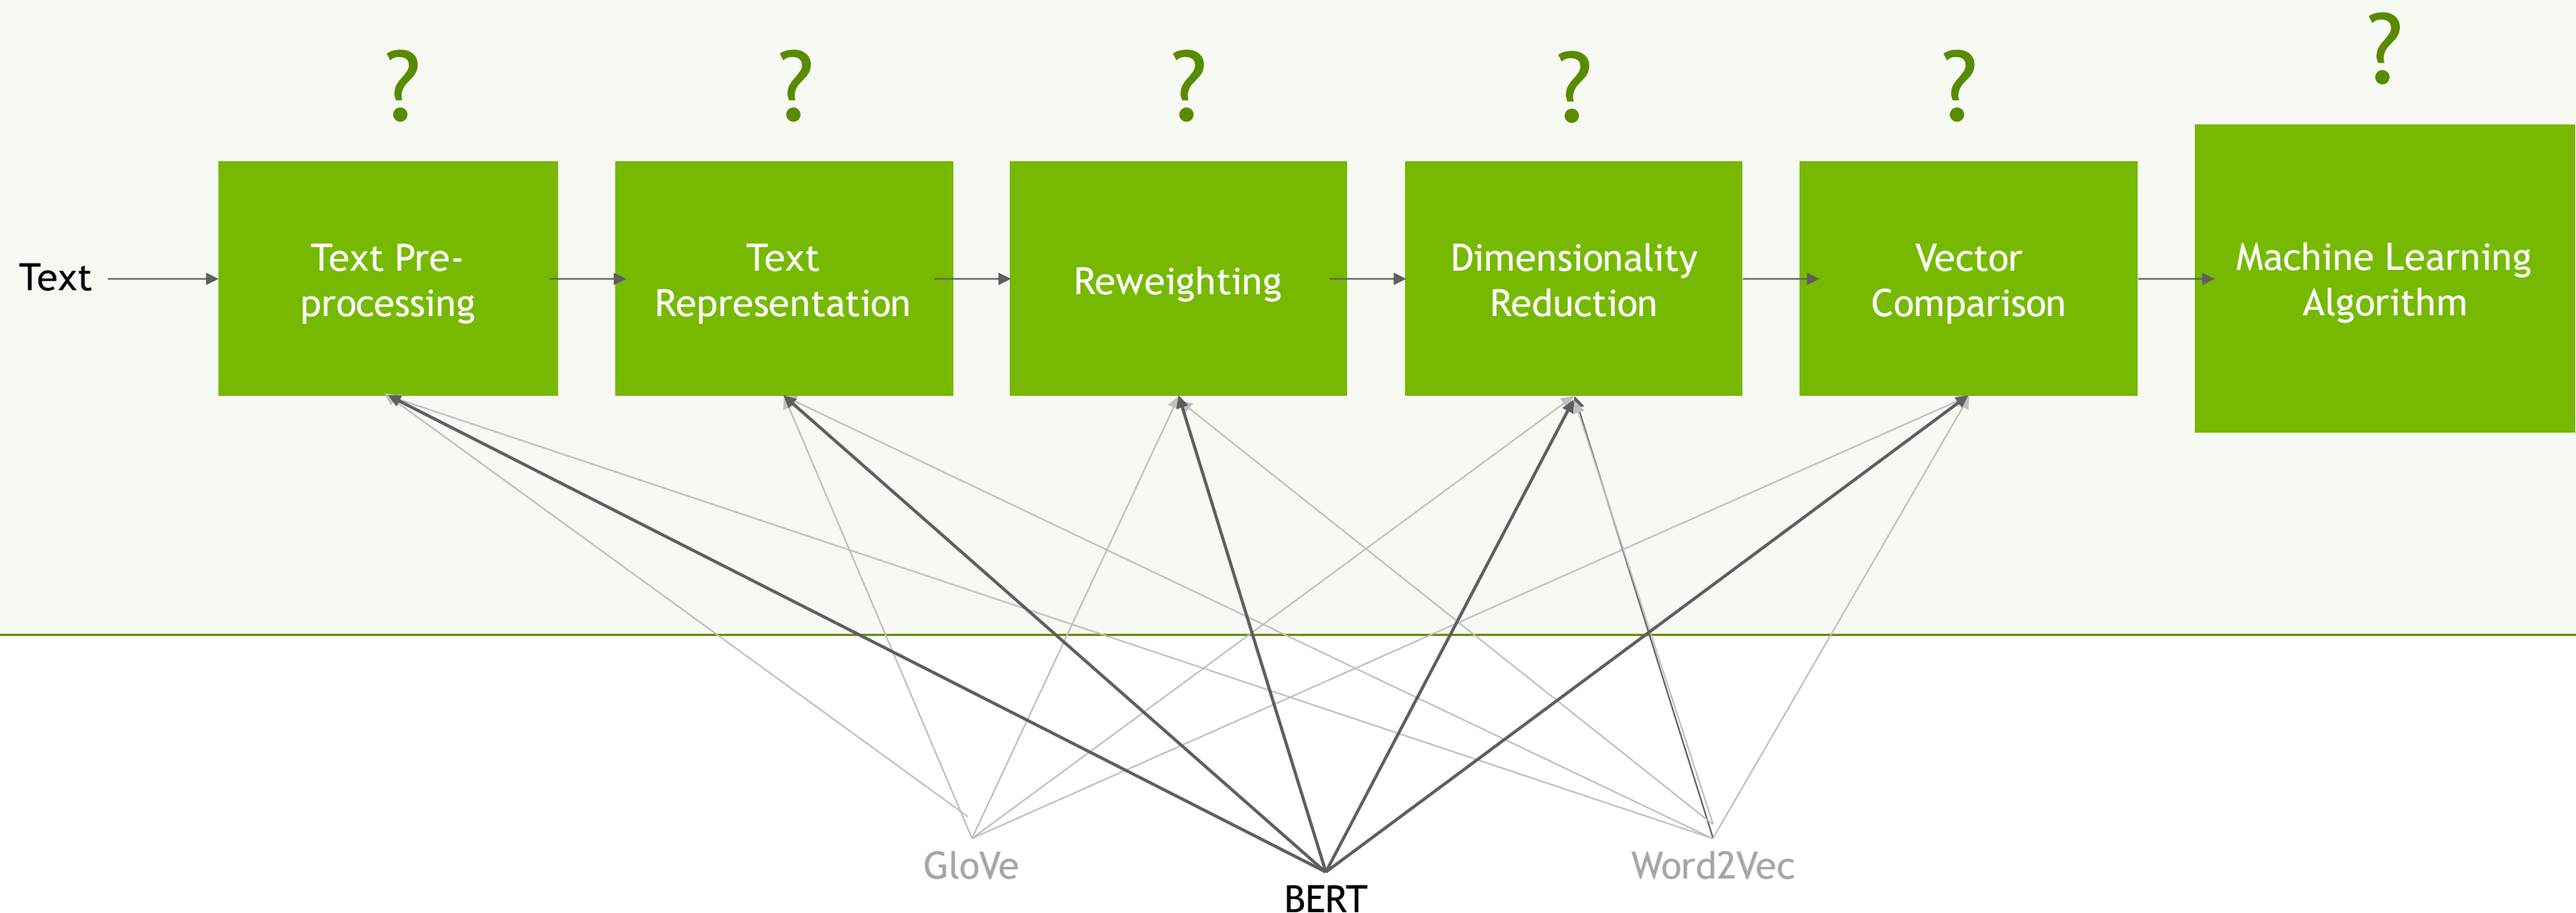 ?
?
?
?
?
?
Text
Text Pre-
processing
Text
Representation
Reweighting
Dimensionality
Reduction
Vector
Comparison
Machine Learning
Algorithm
GloVe
BERT
Word2Vec